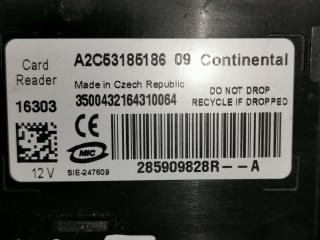 Card
Reader
A2C53185186 09 Continental
Made in Czech Republic
16303
3500432164310064
DO NOT DROP
RECYCLE IF DROPPED
MIC
12 V
SIE-247609
285909828R--A